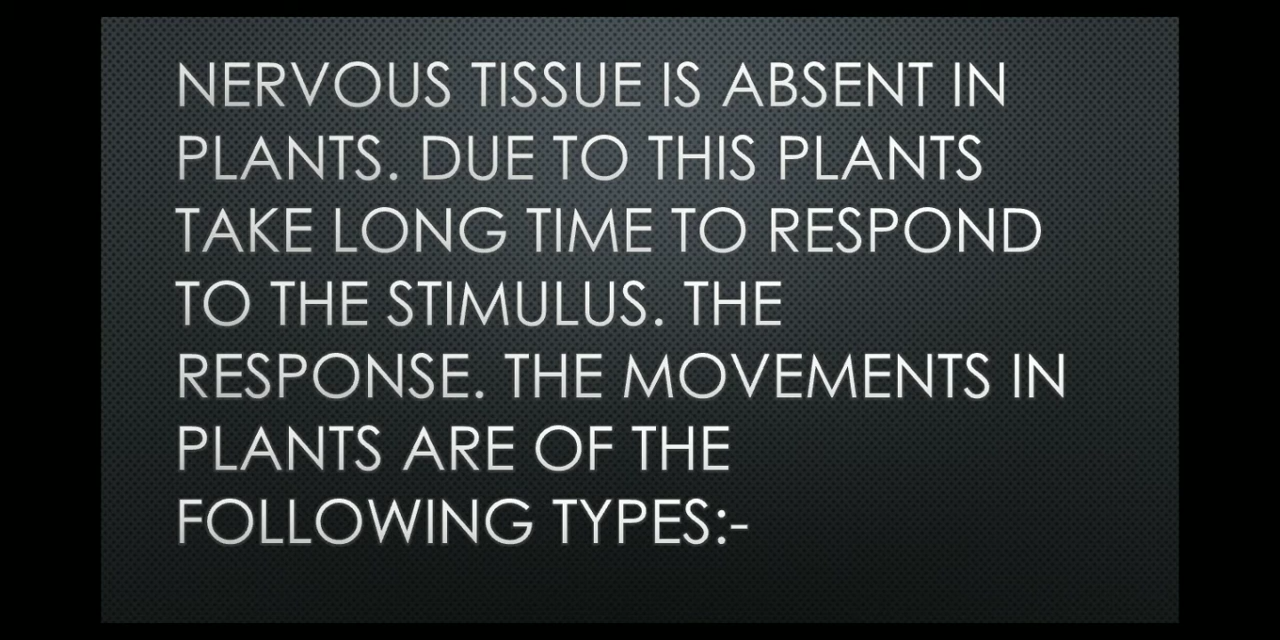 NERVOUS TISSUE IS ABSENT IN
PLANTS. DUE TO THIS PLANTS
TAKE LONG TIME TO RESPOND
TO THE STIMULUS. THE
RESPONSE. THE MOVEMENTS IN
PLANTS ARE OF THE
FOLLOWING TYPES:-